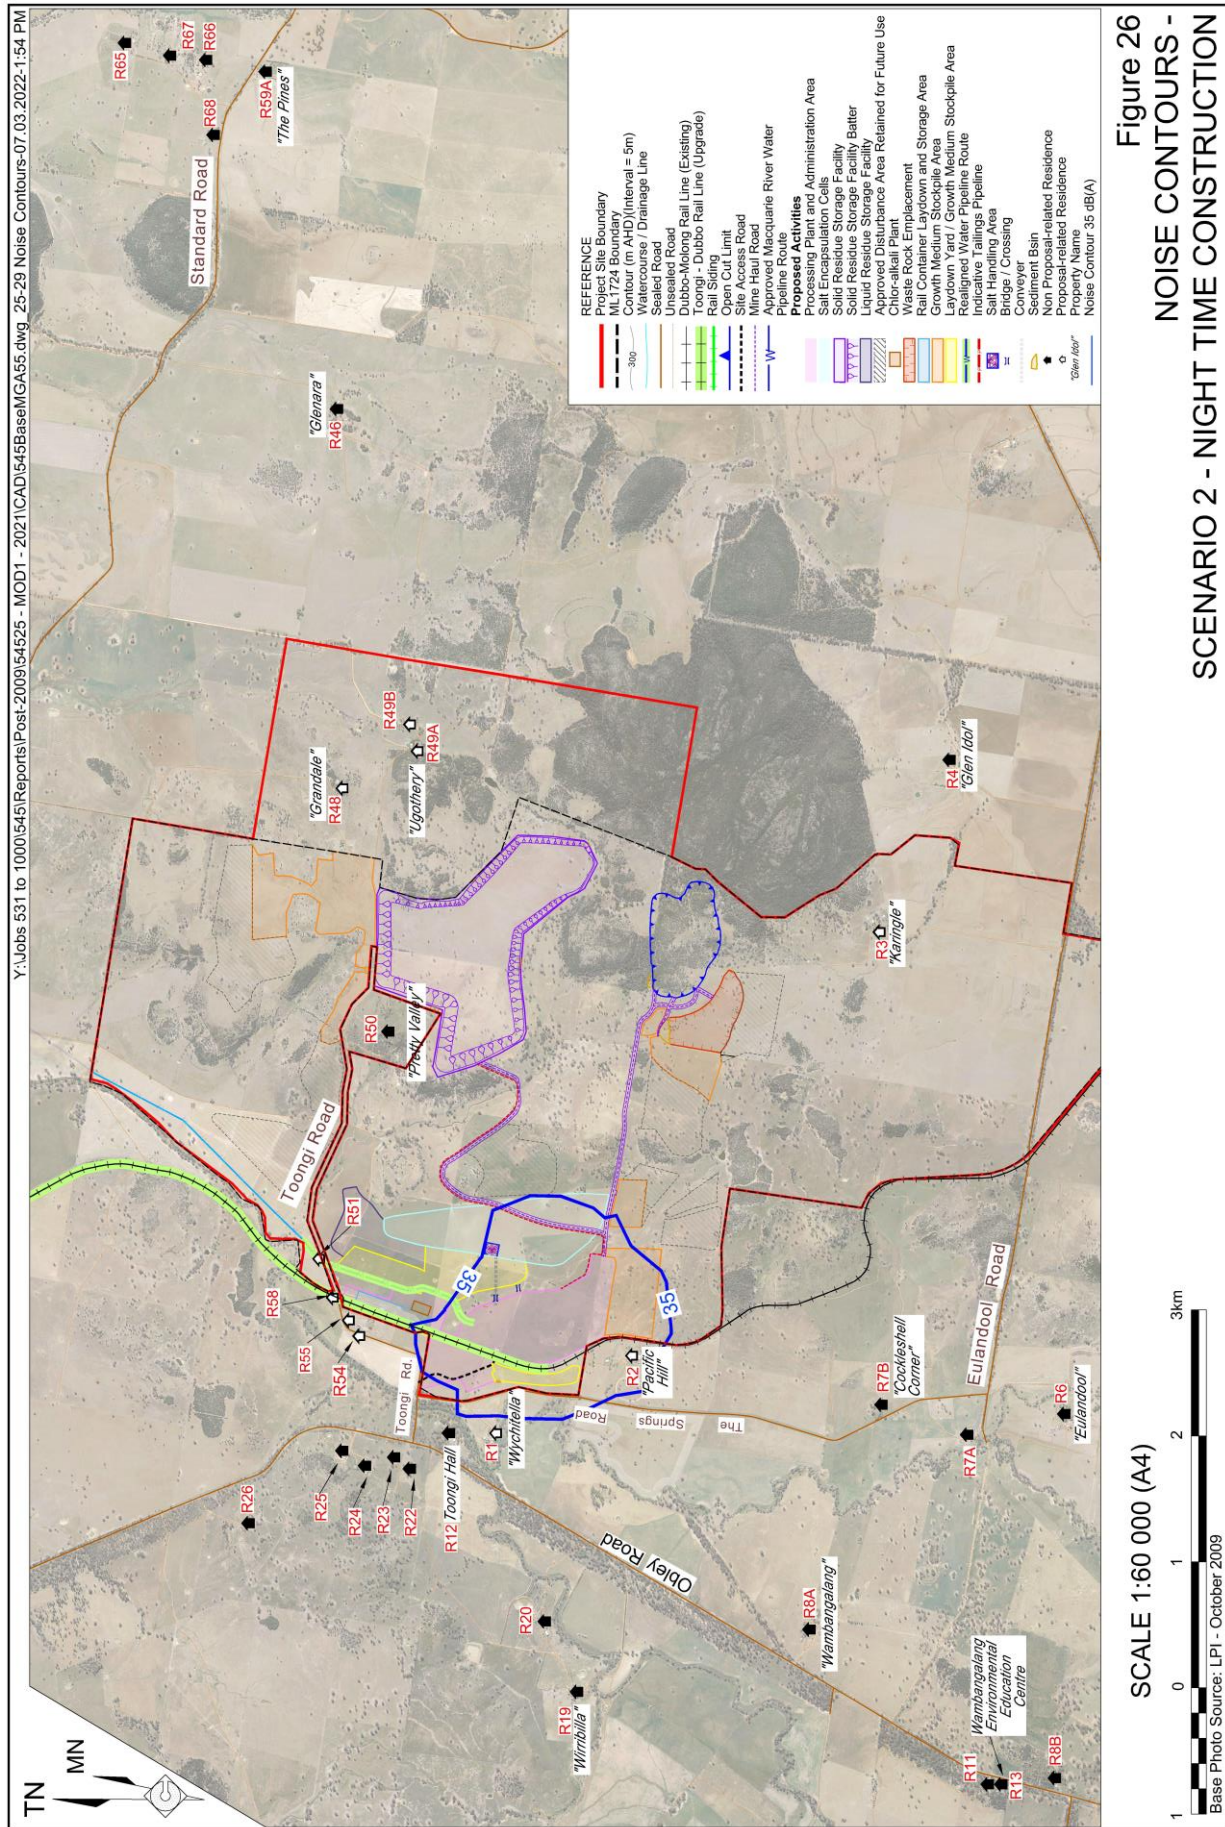 Y:\Jobs 531 to 1000\545\Reports\Post-2009\54525 - MOD1 - 2021\CAD\545BaseMGA55.dwg_25-29 Noise Contours-07.03.2022-1:54 PM
TN
MN
R65
R67
R66
R68
R59A
"The Pines"
Standard Road
"Glenara"
R46
"Grandale"
R48
R49B
R49A
"Ugothery"
R50
"Pretty Valley"
Toongi Road
R51
R58
R55
R54
Toongi Rd.
R26
R25
R24
R23
R22
R12 Toongi Hall
R1
"Wychitella"
35
35
R2
"Pacific
Hill"
The
Springs
Road
Obley Road
R20
R19
"Wirribilla"
R8A
"Wambangalang"
R7B
"Cockleshell
Corner"
R7A
Eulandool Road
R6
"Eulandool"
R3
"Karingle"
R4
"Glen Idol"
R11
Wambangalang
Environmental
Education
Centre
R13
R8B
REFERENCE
Project Site Boundary
ML1724 Boundary
300
Contour (m AHD)(Interval = 5m)
Watercourse / Drainage Line
Sealed Road
Unsealed Road
Dubbo-Molong Rail Line (Existing)
Toongi - Dubbo Rail Line (Upgrade)
Rail Siding
Open Cut Limit
Site Access Road
Mine Haul Road
W
Approved Macquarie River Water
Pipeline Route
Proposed Activities
Processing Plant and Administration Area
Salt Encapsulation Cells
Solid Residue Storage Facility
Solid Residue Storage Facility Batter
Liquid Residue Storage Facility
Approved Disturbance Area Retained for Future Use
Chlor-alkali Plant
Waste Rock Emplacement
Rail Container Laydown and Storage Area
Growth Medium Stockpile Area
Laydown Yard / Growth Medium Stockpile Area
W
Realigned Water Pipeline Route
Indicative Tailings Pipeline
Salt Handling Area
Bridge / Crossing
Conveyer
Sediment Bsin
Non Proposal-related Residence
Proposal-related Residence
"Glen Idol"
Property Name
Noise Contour 35 dB(A)
SCALE 1:60 000 (A4)
1 0 1 2 3km
Base Photo Source: LPI - October 2009
Figure 26
NOISE CONTOURS -
SCENARIO 2 - NIGHT TIME CONSTRUCTION